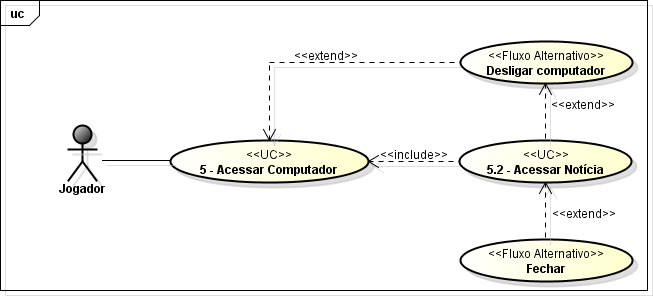 uc
<<Fluxo Alternativo>>
Desligar computador
<<extend>>
<<extend>>
<<UC>>
5 - Acessar Computador
<<include>>
<<UC>>
5.2 - Acessar Notícia
Jogador
<<extend>>
<<Fluxo Alternativo>>
Fechar